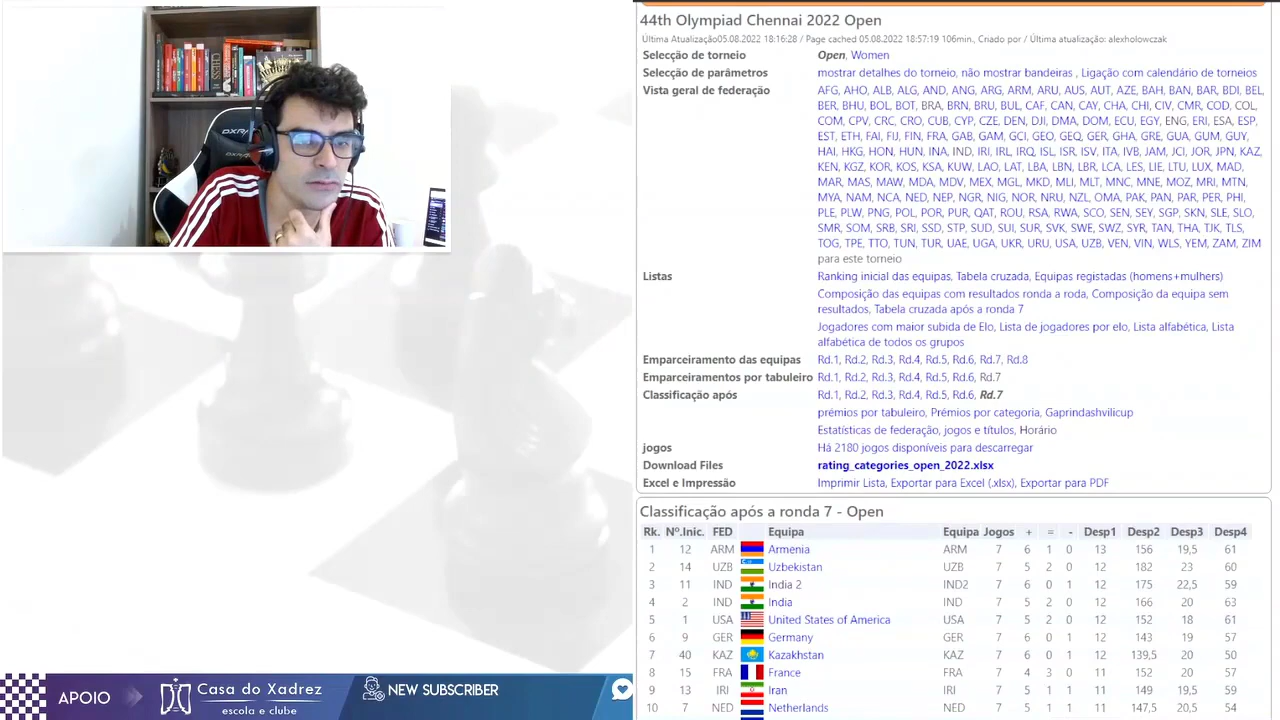 44th Olympiad Chennai 2022 Open
Última Atualização05.08.2022 18:16:28 / Page cached 05.08.2022 18:57:19 106min., Criado por / Última atualização: alexholowczak
Selecção de torneio Open, Women
Selecção de parâmetros mostrar detalhes do torneio, não mostrar bandeiras , Ligação com calendário de torneios
Vista geral de federação AFG, AHO, ALB, ALG, AND, ANG, ARG, ARM, ARU, AUS, AUT, AZE, BAH, BAN, BAR, BDI, BEL,
BER, BHU, BOL, BOT, BRA, BRN, BRU, BUL, CAF, CAN, CAY, CHA, CHI, CIV, CMR, COD, COL,
COM, CPV, CRC, CRO, CUB, CYP, CZE, DEN, DJI, DMA, DOM, ECU, EGY, ENG, ERI, ESA, ESP,
EST, ETH, FAI, FIJ, FIN, FRA, GAB, GAM, GCI, GEO, GEQ, GER, GHA, GRE, GUA, GUM, GUY,
HAI, HKG, HON, HUN, INA, IND, IRI, IRL, IRQ, ISL, ISR, ISV, ITA, IVB, JAM, JCI, JOR, JPN, KAZ,
KEN, KGZ, KOR, KOS, KSA, KUW, LAO, LAT, LBA, LBN, LBR, LCA, LES, LIE, LTU, LUX, MAD,
MAR, MAS, MAW, MDA, MDV, MEX, MGL, MKD, MLI, MLT, MNC, MNE, MOZ, MRI, MTN,
MYA, NAM, NCA, NED, NEP, NGR, NIG, NOR, NRU, NZL, OMA, PAK, PAN, PAR, PER, PHI,
PLE, PLW, PNG, POL, POR, PUR, QAT, ROU, RSA, RWA, SCO, SEN, SEY, SGP, SKN, SLE, SLO,
SMR, SOM, SRB, SRI, SSD, STP, SUD, SUI, SUR, SVK, SWE, SWZ, SYR, TAN, THA, TJK, TLS,
TOG, TPE, TTO, TUN, TUR, UAE, UGA, UKR, URU, USA, UZB, VEN, VIN, WLS, YEM, ZAM, ZIM
para este torneio
Listas Ranking inicial das equipas, Tabela cruzada, Equipas registadas (homens+mulhers)
Composição das equipas com resultados ronda a roda, Composição da equipa sem
resultados, Tabela cruzada após a ronda 7
Jogadores com maior subida de Elo, Lista de jogadores por elo, Lista alfabética, Lista
alfabética de todos os grupos
Emparceiramento das equipas Rd.1, Rd.2, Rd.3, Rd.4, Rd.5, Rd.6, Rd.7, Rd.8
Emparceiramentos por tabuleiro Rd.1, Rd.2, Rd.3, Rd.4, Rd.5, Rd.6, Rd.7
Classificação após Rd.1, Rd.2, Rd.3, Rd.4, Rd.5, Rd.6, Rd.7
prémios por tabuleiro, Prémios por categoria, Gaprindashvilicup
Estatísticas de federação, jogos e títulos, Horário
jogos Há 2180 jogos disponíveis para descarregar
Download Files rating_categories_open_2022.xlsx
Excel e Impressão Imprimir Lista, Exportar para Excel (.xlsx), Exportar para PDF
Classificação após a ronda 7 - Open
Rk. Nº.Inic. FED Equipa Equipa Jogos + = - Desp1 Desp2 Desp3 Desp4
1 12 ARM Armenia ARM 7 6 1 0 13 156 19,5 61
2 14 UZB Uzbekistan UZB 7 5 2 0 12 182 23 60
3 11 IND India 2 IND2 7 6 0 1 12 175 22,5 59
4 2 IND India IND 7 5 2 0 12 166 20 63
5 1 USA United States of America USA 7 5 2 0 12 152 18 61
6 9 GER Germany GER 7 6 0 1 12 143 19 57
7 40 KAZ Kazakhstan KAZ 7 6 0 1 12 139,5 20 50
8 15 FRA France FRA 7 4 3 0 11 152 20 57
9 13 IRI Iran IRI 7 5 1 1 11 149 19,5 59
10 7 NED Netherlands NED 7 5 1 1 11 147,5 20,5 54
CHESS
DXRACER
APOIO
Casa do Xadrez
escola e clube
NEW SUBSCRIBER